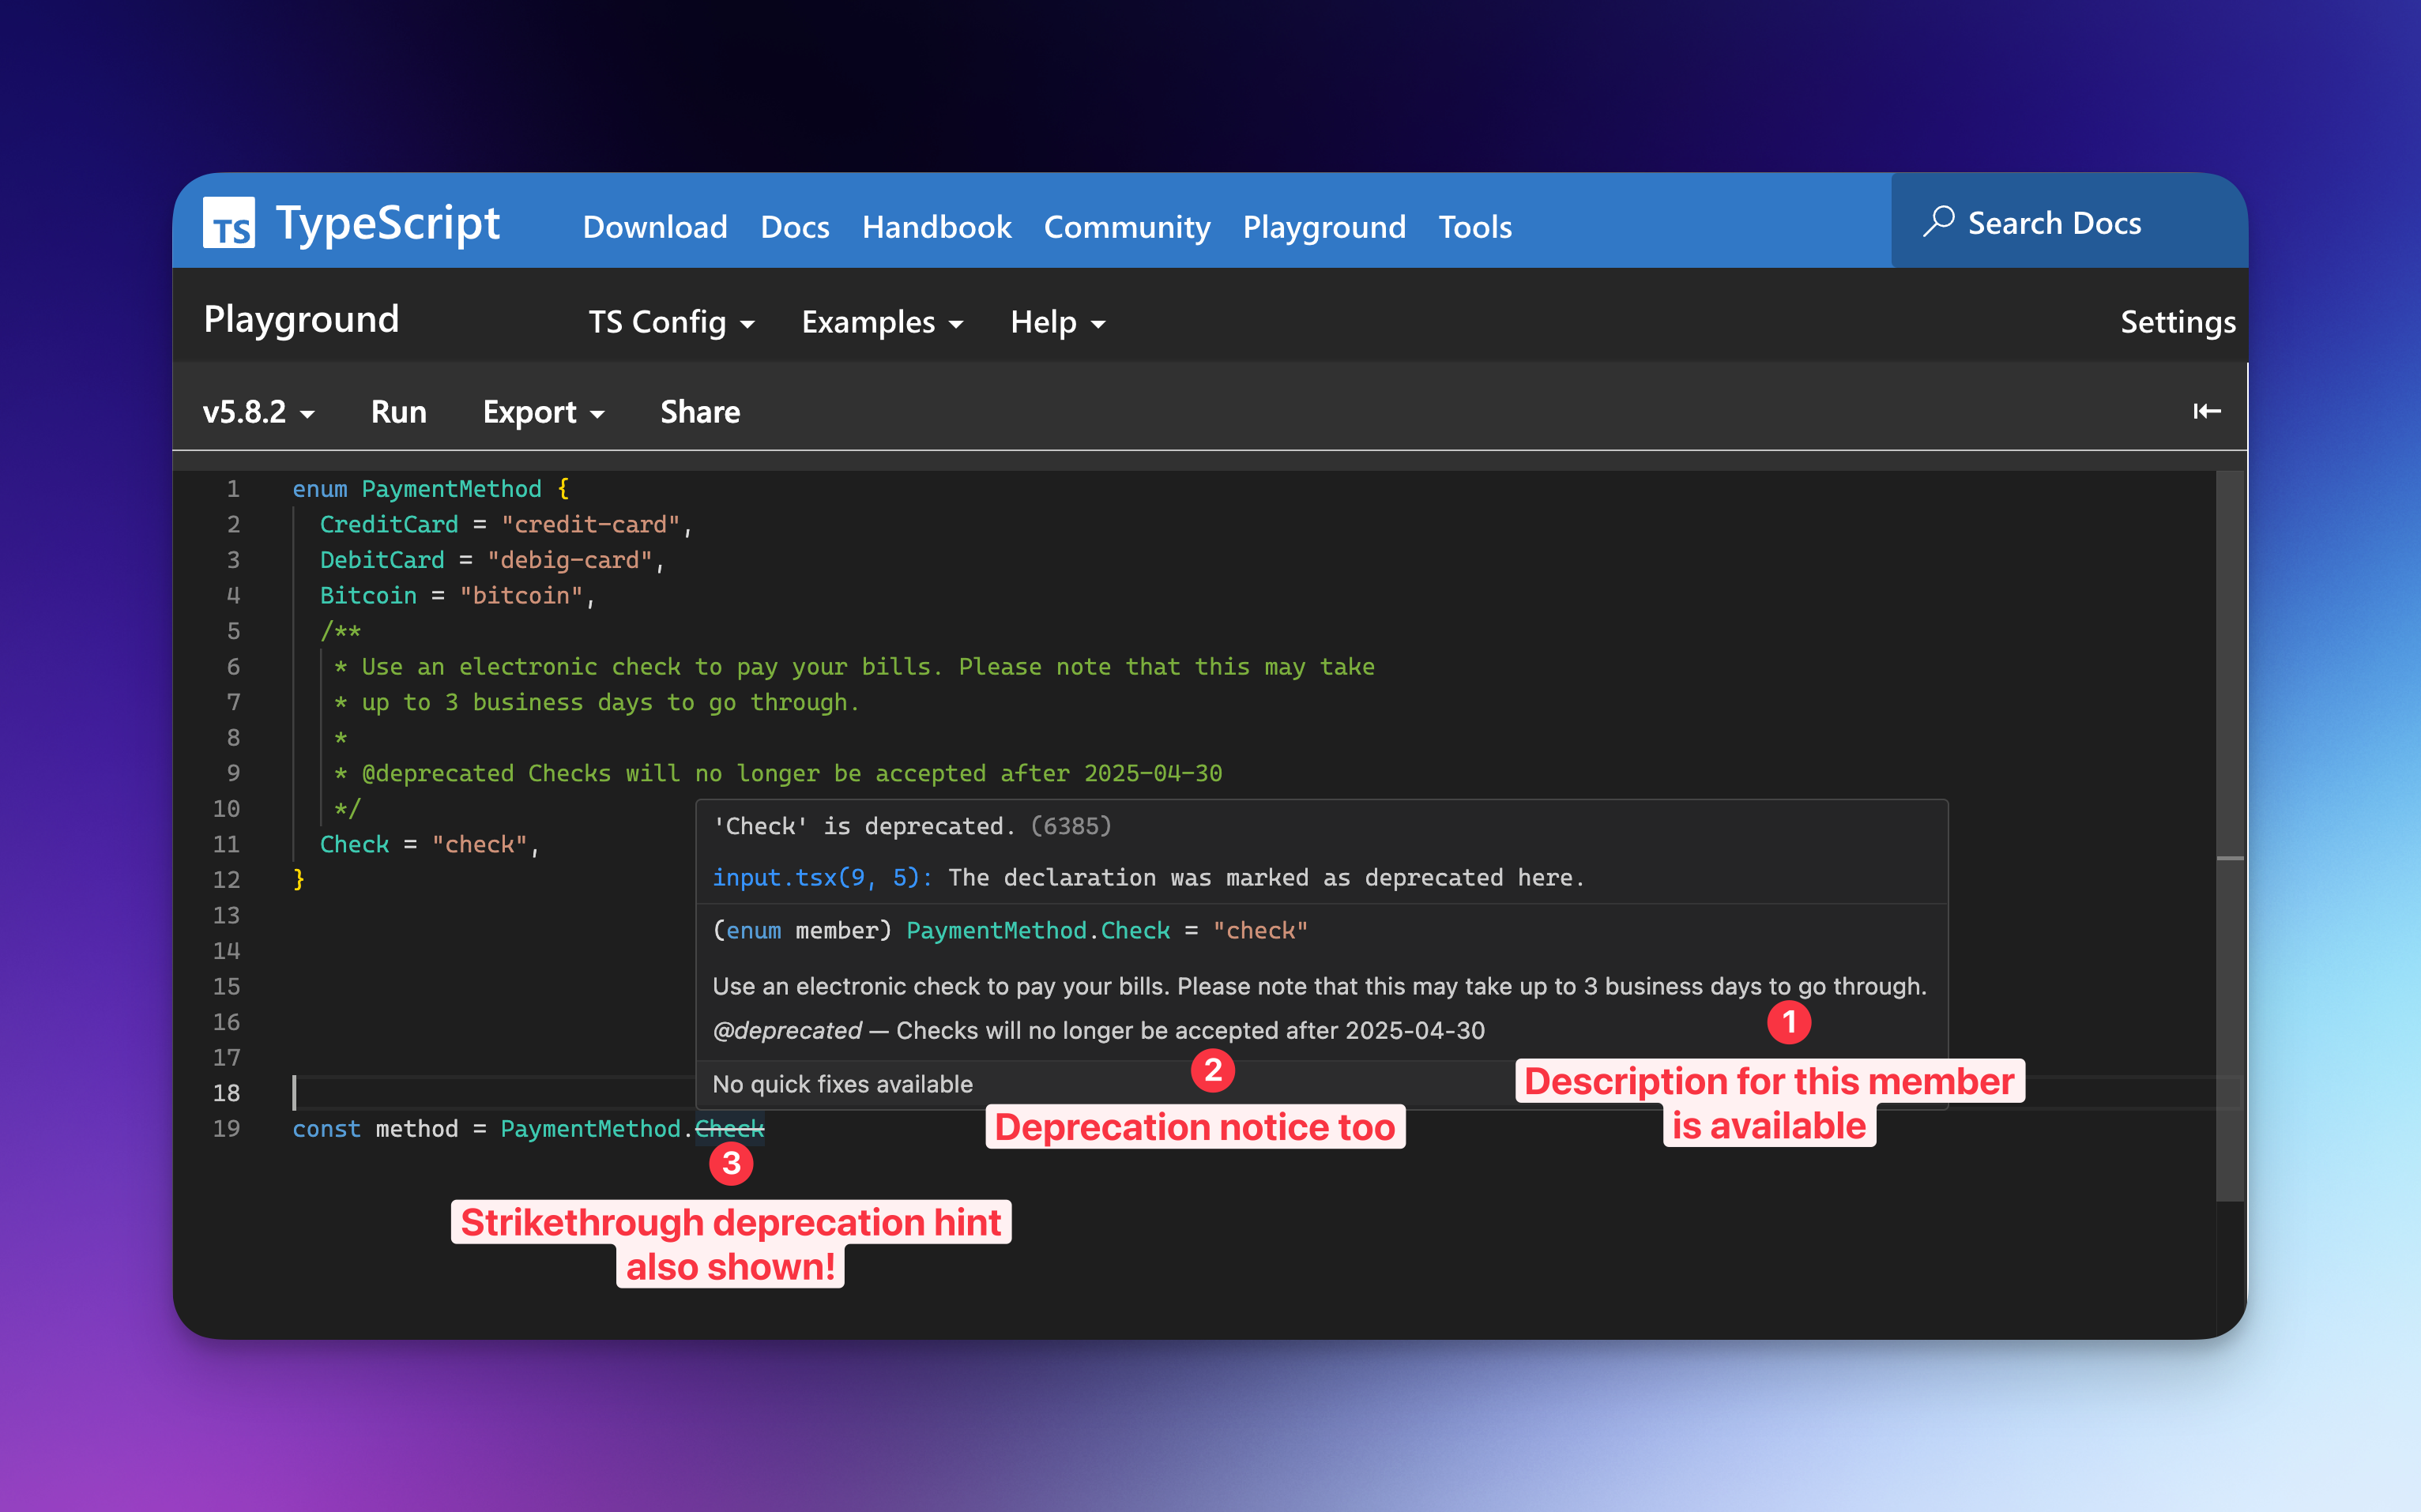 TS TypeScript Download Docs Handbook Community Playground Tools Search Docs
Playground TS Config Examples Help Settings
v5.8.2 Run Export Share
1 enum PaymentMethod {
2 CreditCard = "credit-card",
3 DebitCard = "debig-card",
4 Bitcoin = "bitcoin",
5 /**
6 * Use an electronic check to pay your bills. Please note that this may take
7 * up to 3 business days to go through.
8 *
9 * @deprecated Checks will no longer be accepted after 2025-04-30
10 */
11 Check = "check",
12 }
13
14
15
16
17
18
19 const method = PaymentMethod.Check
'Check' is deprecated. (6385)
input.tsx(9, 5): The declaration was marked as deprecated here.
(enum member) PaymentMethod.Check = "check"
Use an electronic check to pay your bills. Please note that this may take up to 3 business days to go through.
@deprecated — Checks will no longer be accepted after 2025-04-30
No quick fixes available
1
Description for this member
is available
2
Deprecation notice too
3
Strikethrough deprecation hint
also shown!